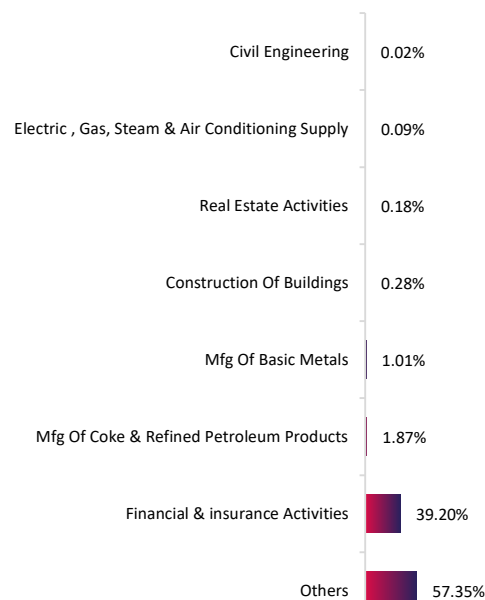 Civil Engineering 0.02%
Electric , Gas, Steam & Air Conditioning Supply 0.09%
Real Estate Activities 0.18%
Construction Of Buildings 0.28%
Mfg Of Basic Metals 1.01%
Mfg Of Coke & Refined Petroleum Products 1.87%
Financial & insurance Activities 39.20%
Others 57.35%